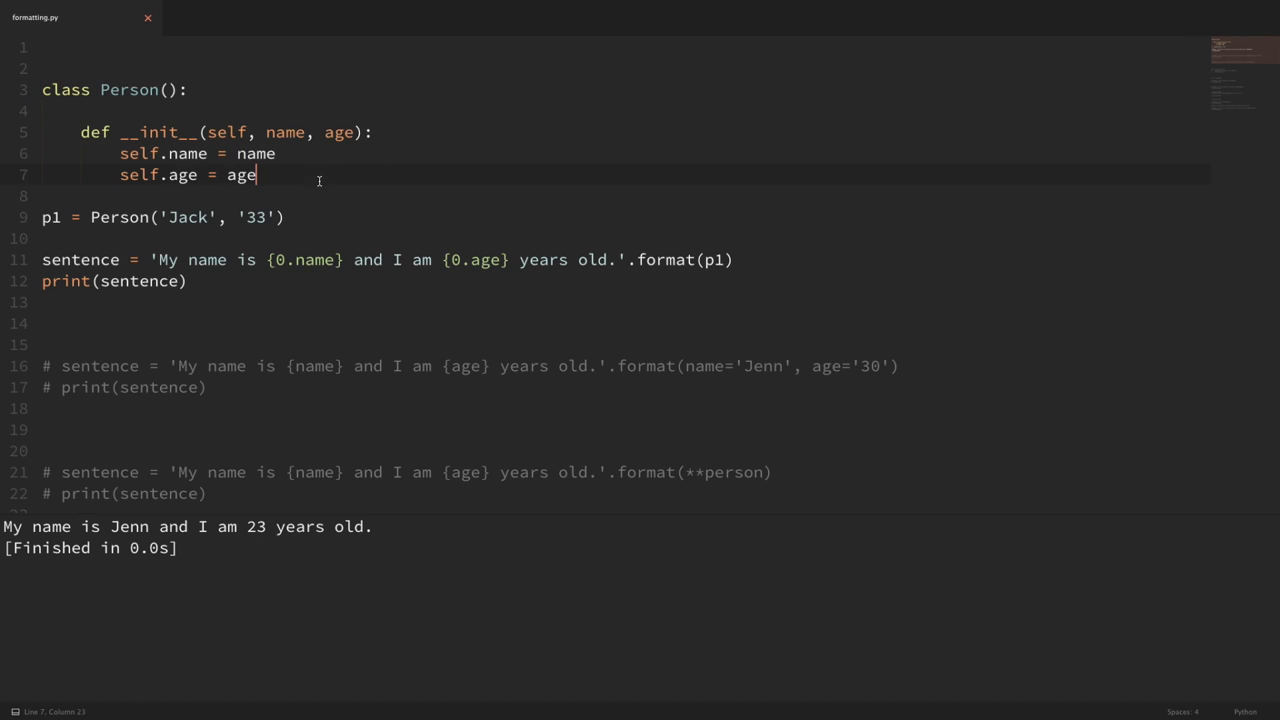 formatting.py
1
2
3 class Person():
4
5     def __init__(self, name, age):
6         self.name = name
7         self.age = age
8
9 p1 = Person('Jack', '33')
10
11 sentence = 'My name is {0.name} and I am {0.age} years old.'.format(p1)
12 print(sentence)
13
14
15
16 # sentence = 'My name is {name} and I am {age} years old.'.format(name='Jenn', age='30')
17 # print(sentence)
18
19
20
21 # sentence = 'My name is {name} and I am {age} years old.'.format(**person)
22 # print(sentence)
My name is Jenn and I am 23 years old.
[Finished in 0.0s]
Line 7, Column 23
Spaces: 4
Python